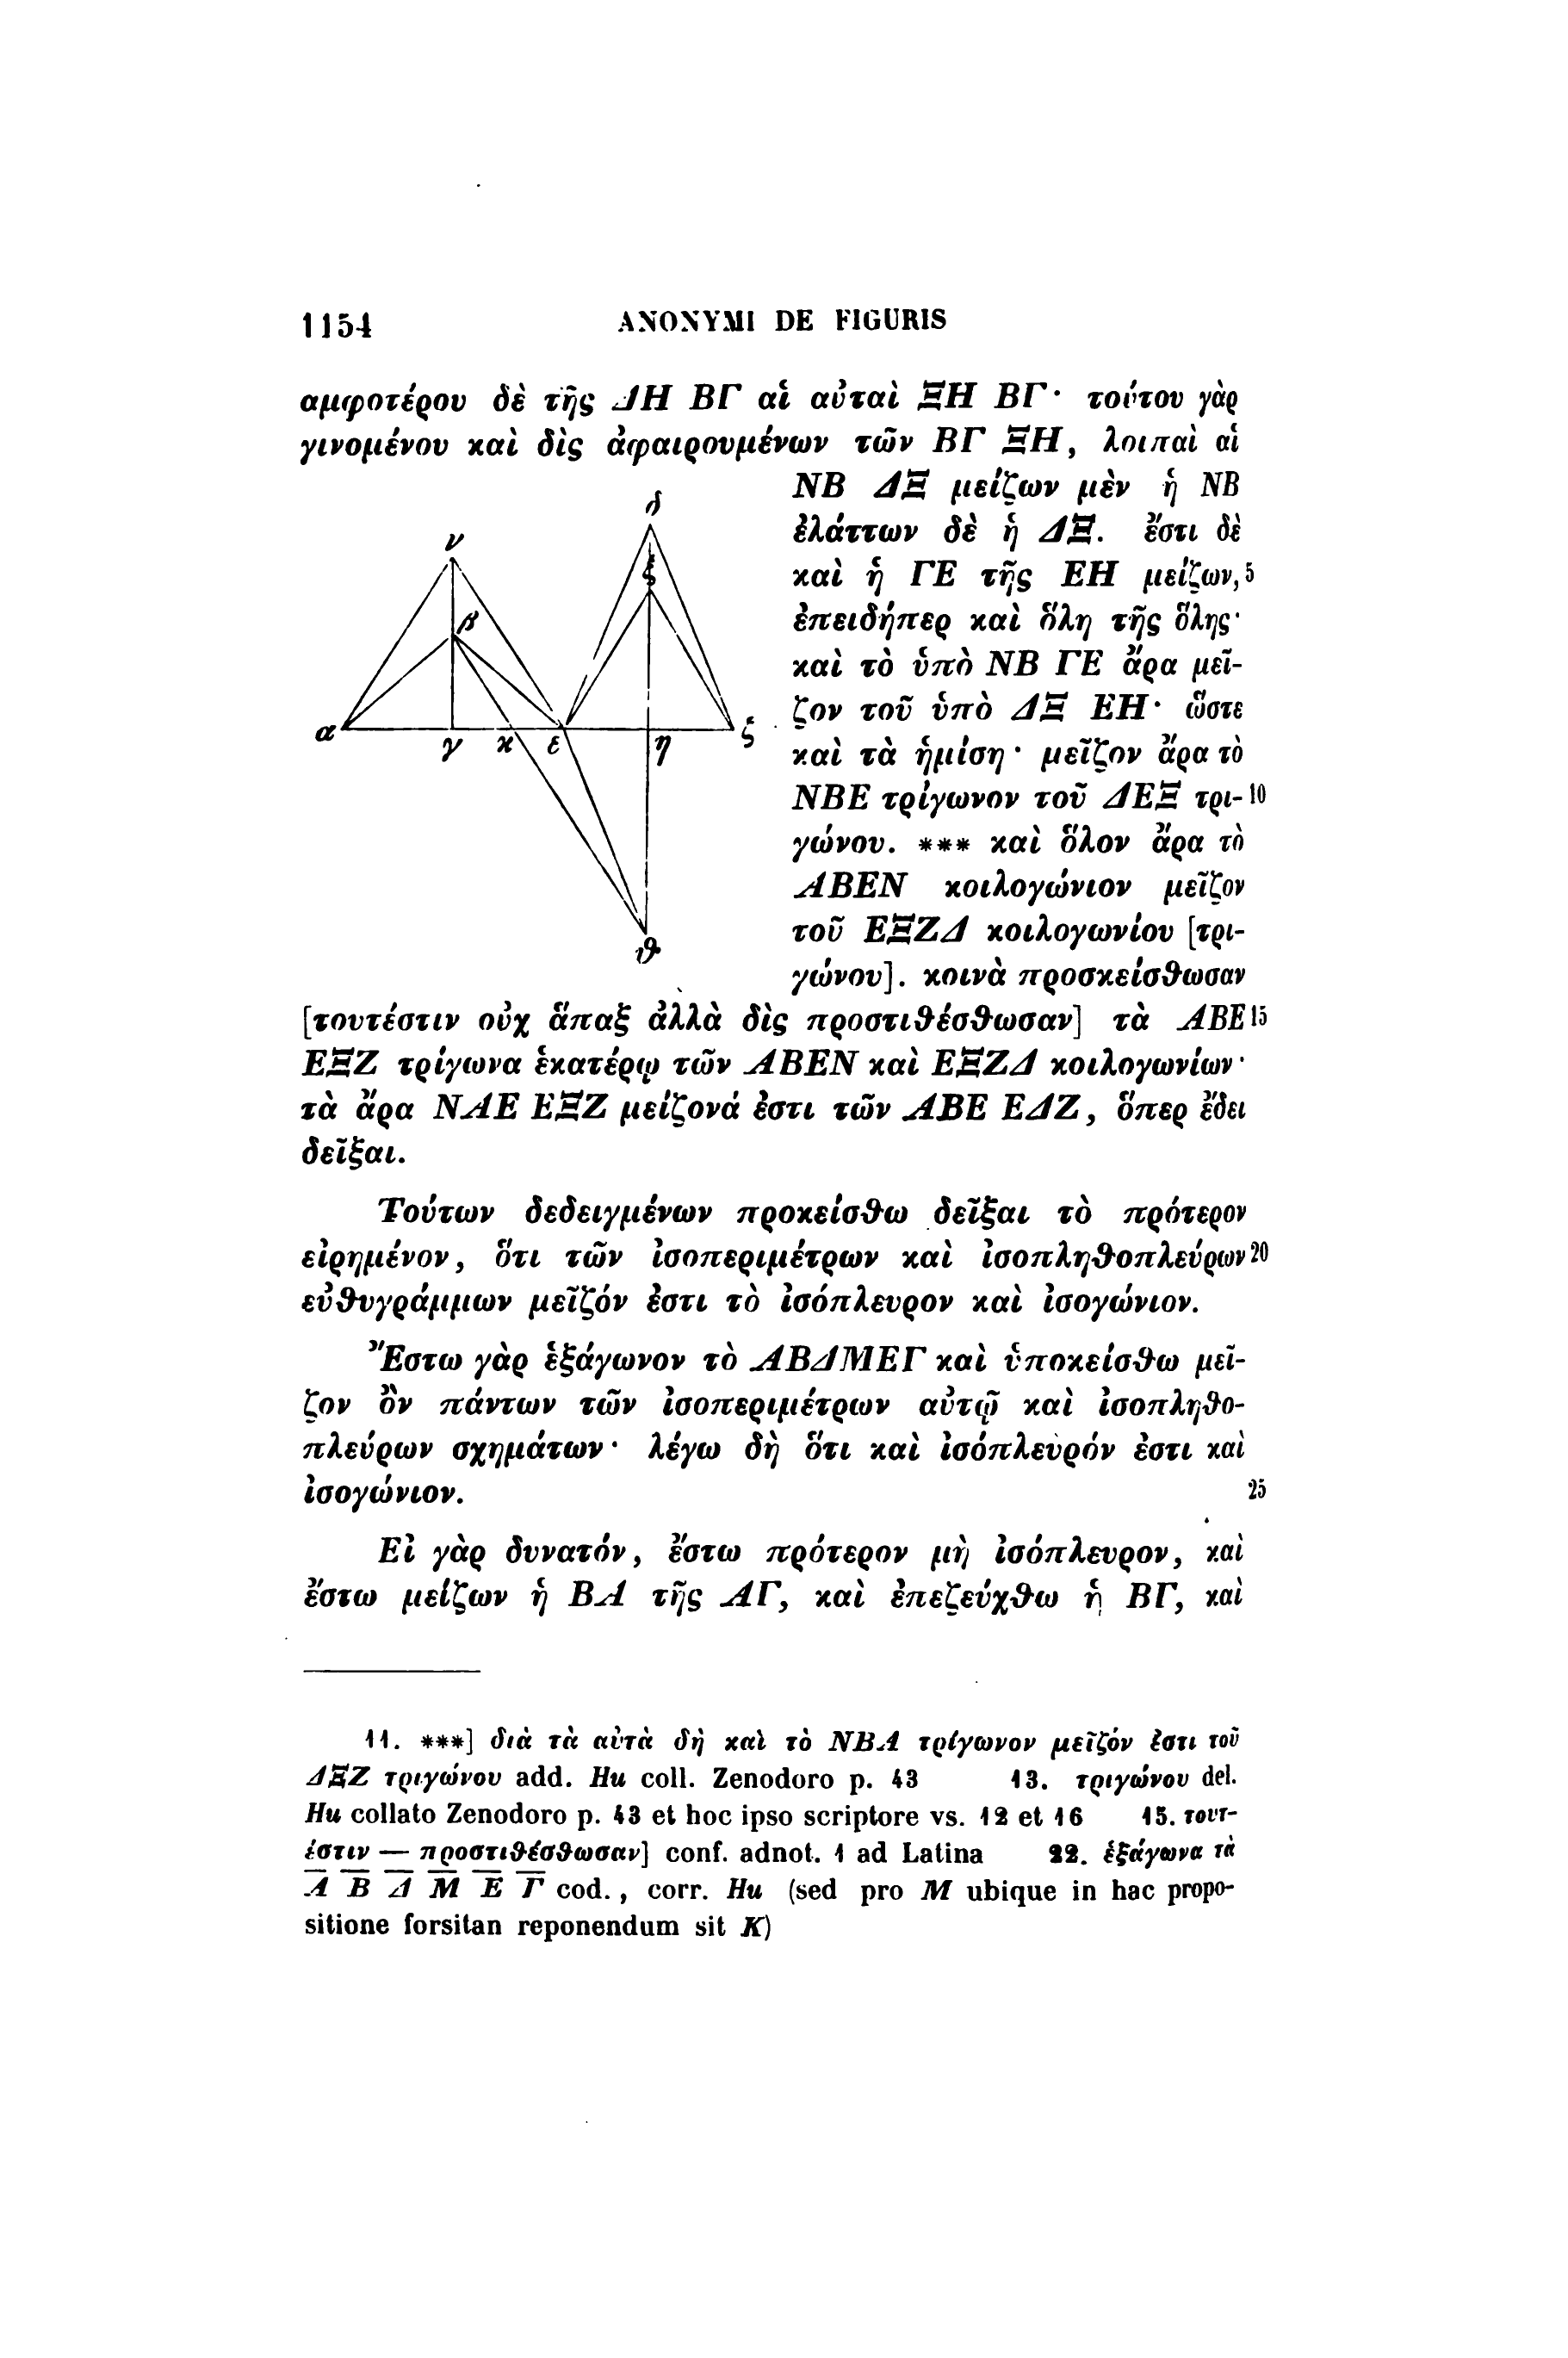 1154 ANONYMI DE FIGURIS
αμφοτέρου δὲ τῆς ΔΗ ΒΓ αἱ αὐταὶ ΞΗ ΒΓ· τούτου γὰρ
γινομένου καὶ δὶς ἀφαιρουμένων τῶν ΒΓ ΞΗ, λοιπαὶ αἱ
ΝΒ ΔΞ μείζων μὲν ἡ ΝΒ
ἐλάττων δὲ ἡ ΔΞ. ἔστι δὲ
καὶ ἡ ΓΕ τῆς ΕΗ μείζων, 5
ἐπειδήπερ καὶ ὅλη τῆς ὅλης·
καὶ τὸ ὑπὸ ΝΒ ΓΕ ἄρα μεῖ-
ζον τοῦ ὑπὸ ΔΞ ΕΗ· ὥστε
καὶ τὰ ἡμίση· μεῖζον ἄρα τὸ
ΝΒΕ τρίγωνον τοῦ ΔΕΞ τρι- 10
γώνου. *** καὶ ὅλον ἄρα τὸ
ΑΒΕΝ κοιλογώνιον μεῖζον
τοῦ ΕΞΖΔ κοιλογωνίου [τρι-
γώνου]. κοινὰ προσκείσθωσαν
ν
δ
ξ
β
α
γ
κ
ε
η
ζ
θ
[τουτέστιν οὐχ ἅπαξ ἀλλὰ δὶς προστιθέσθωσαν] τὰ ΑΒΕ 15
ΕΞΖ τρίγωνα ἑκατέρῳ τῶν ΑΒΕΝ καὶ ΕΞΖΔ κοιλογωνίων·
τὰ ἄρα ΝΑΕ ΕΞΖ μείζονά ἐστι τῶν ΑΒΕ ΕΔΖ, ὅπερ ἔδει
δεῖξαι.
Τούτων δεδειγμένων προκείσθω δεῖξαι τὸ πρότερον
εἰρημένον, ὅτι τῶν ἰσοπεριμέτρων καὶ ἰσοπληθοπλεύρων 20
εὐθυγράμμων μεῖζόν ἐστι τὸ ἰσόπλευρον καὶ ἰσογώνιον.
Ἔστω γὰρ ἑξάγωνον τὸ ΑΒΔΜΕΓ καὶ ὑποκείσθω μεῖ-
ζον ὂν πάντων τῶν ἰσοπεριμέτρων αὐτῷ καὶ ἰσοπληθο-
πλεύρων σχημάτων· λέγω δὴ ὅτι καὶ ἰσόπλευρόν ἐστι καὶ
ἰσογώνιον. 25
Εἰ γὰρ δυνατόν, ἔστω πρότερον μὴ ἰσόπλευρον, καὶ
ἔστω μείζων ἡ ΒΑ τῆς ΑΓ, καὶ ἐπεζεύχθω ἡ ΒΓ, καὶ
11. ***] διὰ τὰ αὐτὰ δὴ καὶ τὸ ΝΒΑ τρίγωνον μεῖζόν ἐστι τοῦ
ΔΞΖ τριγώνου add. Hu coll. Zenodoro p. 43 13. τριγώνου del.
Hu collato Zenodoro p. 43 et hoc ipso scriptore vs. 12 et 16 15. τουτ-
έστιν — προστιθέσθωσαν] conf. adnot. 1 ad Latina 22. ἑξάγωνα τὰ
Α̅ Β̅ Δ̅ Μ̅ Ε̅ Γ̅ cod., corr. Hu (sed pro Μ ubique in hac propo-
sitione forsitan reponendum sit Κ)